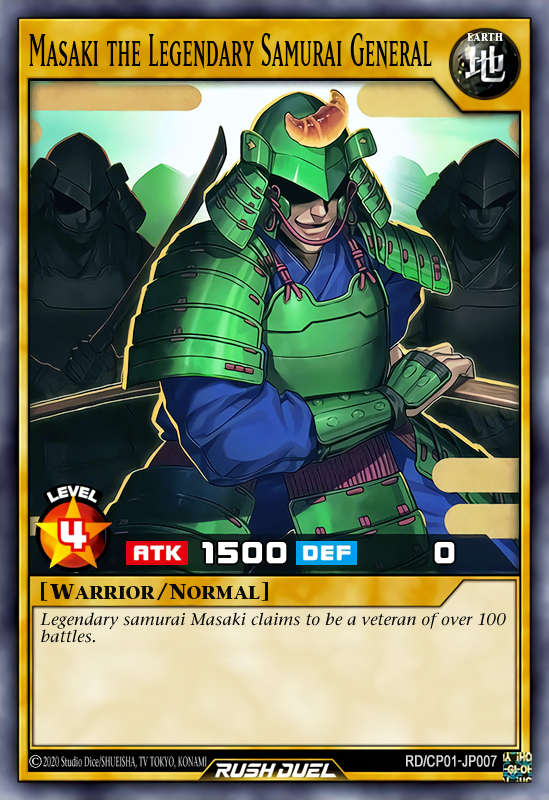 Masaki the Legendary Samurai General
EARTH
地
LEVEL
4
ATK 1500 DEF 0
[Warrior/Normal]
Legendary samurai Masaki claims to be a veteran of over 100
battles.
©2020 Studio Dice/SHUEISHA, TV TOKYO, KONAMI
RUSH DUEL
RD/CP01-JP007